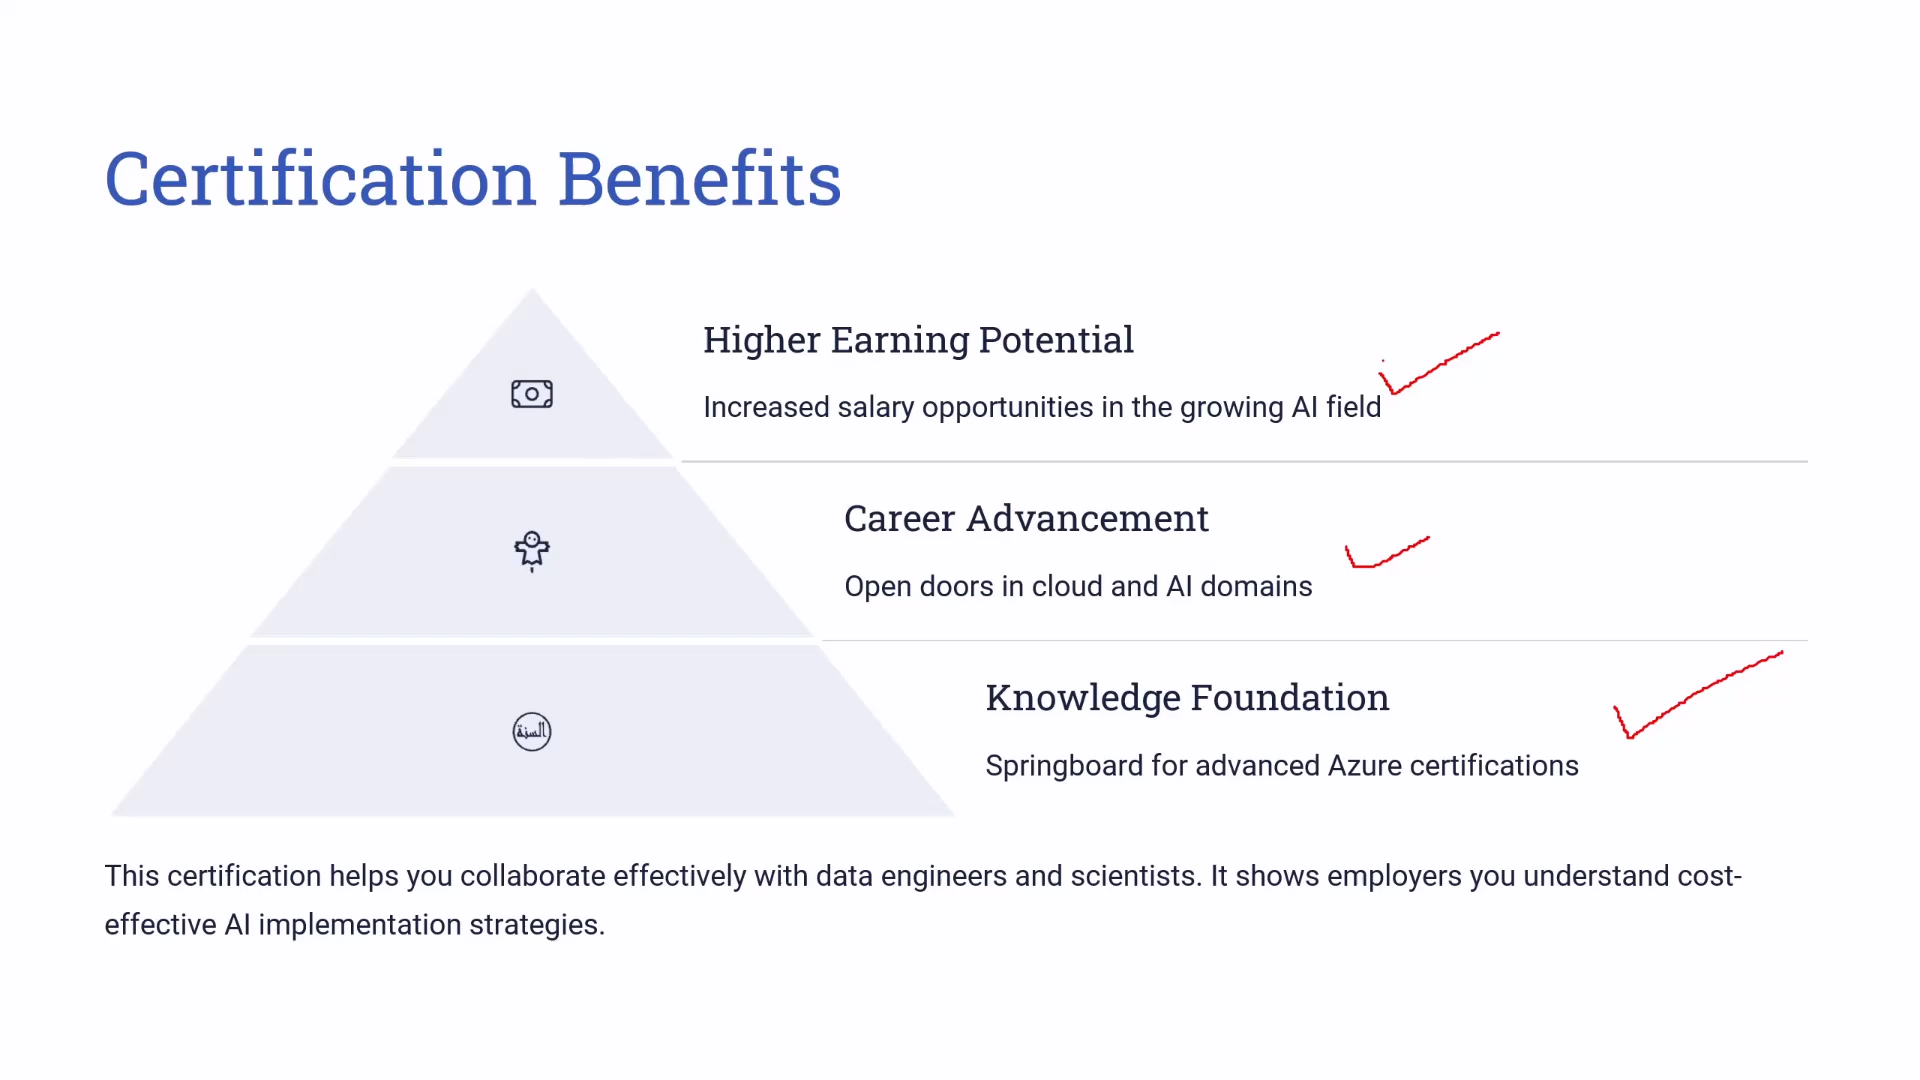 Certification Benefits
Higher Earning Potential
Increased salary opportunities in the growing AI field
Career Advancement
Open doors in cloud and AI domains
السنة
Knowledge Foundation
Springboard for advanced Azure certifications
This certification helps you collaborate effectively with data engineers and scientists. It shows employers you understand cost-
effective AI implementation strategies.